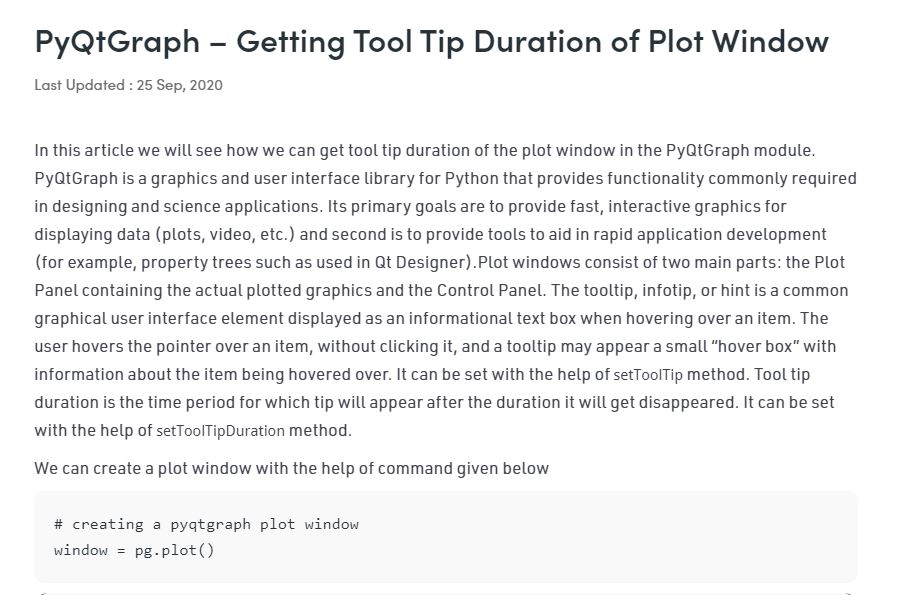 PyQtGraph – Getting Tool Tip Duration of Plot Window
Last Updated : 25 Sep, 2020
In this article we will see how we can get tool tip duration of the plot window in the PyQtGraph module.
PyQtGraph is a graphics and user interface library for Python that provides functionality commonly required
in designing and science applications. Its primary goals are to provide fast, interactive graphics for
displaying data (plots, video, etc.) and second is to provide tools to aid in rapid application development
(for example, property trees such as used in Qt Designer).Plot windows consist of two main parts: the Plot
Panel containing the actual plotted graphics and the Control Panel. The tooltip, infotip, or hint is a common
graphical user interface element displayed as an informational text box when hovering over an item. The
user hovers the pointer over an item, without clicking it, and a tooltip may appear a small “hover box” with
information about the item being hovered over. It can be set with the help of setToolTip method. Tool tip
duration is the time period for which tip will appear after the duration it will get disappeared. It can be set
with the help of setToolTipDuration method.
We can create a plot window with the help of command given below
# creating a pyqtgraph plot window
window = pg.plot()